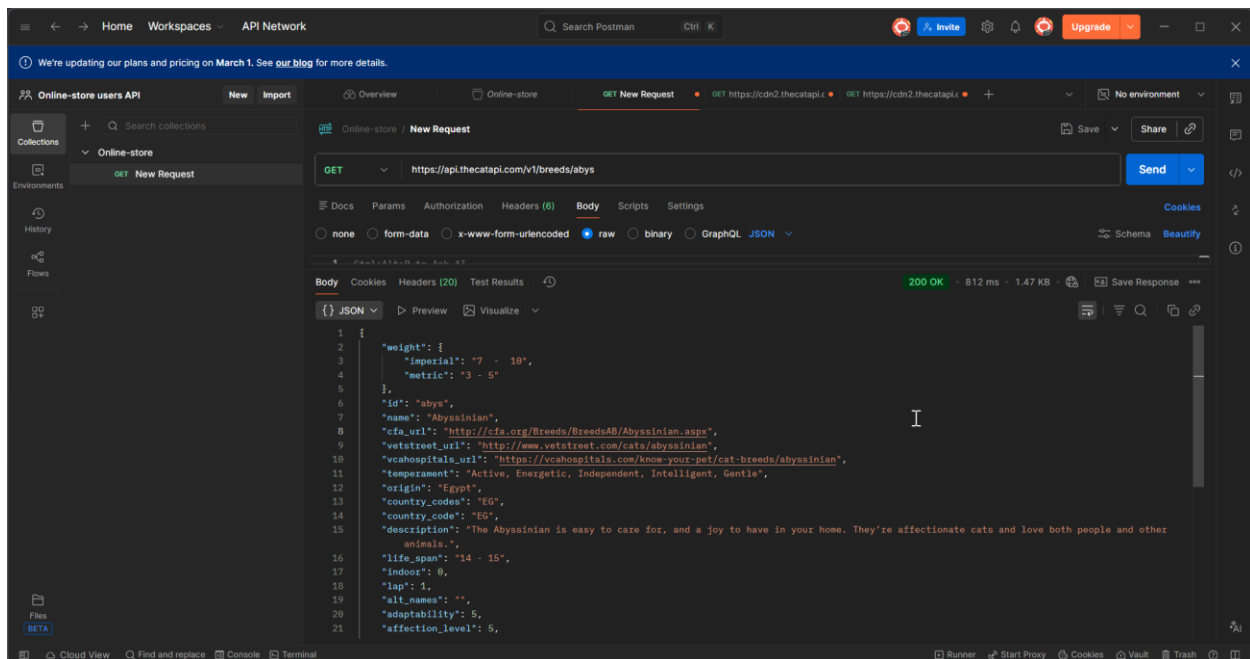 Home Workspaces API Network Search Postman Ctrl K Invite Upgrade
We're updating our plans and pricing on March 1. See our blog for more details.
Online-store users API New Import Overview Online-store GET New Request GET https://cdn2.thecatapi.c GET https://cdn2.thecatapi.c No environment
Collections Search collections Online-store / New Request Save Share
Online-store
GET New Request GET https://api.thecatapi.com/v1/breeds/abys Send
Environments
Docs Params Authorization Headers (6) Body Scripts Settings Cookies
History none form-data x-www-form-urlencoded raw binary GraphQL JSON Schema Beautify
Flows 1 Ctrl+Alt+P to Ask AI
Body Cookies Headers (20) Test Results 200 OK 812 ms 1.47 KB Save Response
{} JSON Preview Visualize
1 {
2 "weight": {
3 "imperial": "7 - 10",
4 "metric": "3 - 5"
5 },
6 "id": "abys",
7 "name": "Abyssinian",
8 "cfa_url": "http://cfa.org/Breeds/BreedsAB/Abyssinian.aspx",
9 "vetstreet_url": "http://www.vetstreet.com/cats/abyssinian",
10 "vcahospitals_url": "https://vcahospitals.com/know-your-pet/cat-breeds/abyssinian",
11 "temperament": "Active, Energetic, Independent, Intelligent, Gentle",
12 "origin": "Egypt",
13 "country_codes": "EG",
14 "country_code": "EG",
15 "description": "The Abyssinian is easy to care for, and a joy to have in your home. They're affectionate cats and love both people and other
animals.",
16 "life_span": "14 - 15",
17 "indoor": 0,
18 "lap": 1,
19 "alt_names": "",
20 "adaptability": 5,
21 "affection_level": 5,
Files
BETA
AI
Cloud View Find and replace Console Terminal Runner Start Proxy Cookies Vault Trash